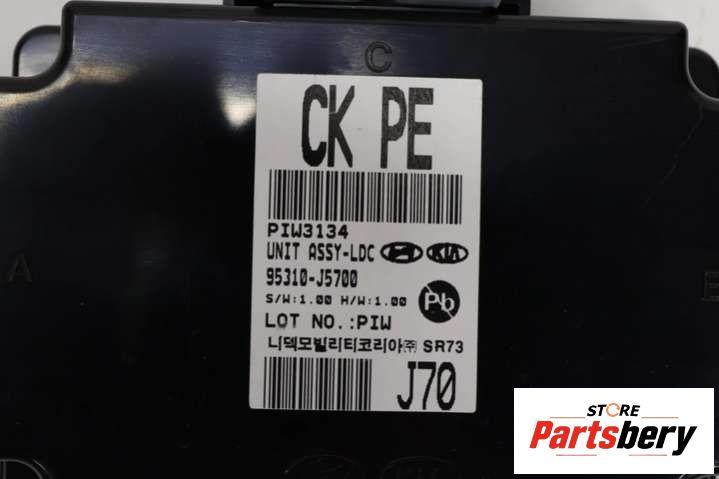 C
CK PE
PIW3134
UNIT ASSY-LDC KIA
95310-J5700
S/W:1.00 H/W:1.00 Pb
LOT NO.:PIW
니덱모빌리티코리아㈜ SR73
J70
A
STORE
Partsbery